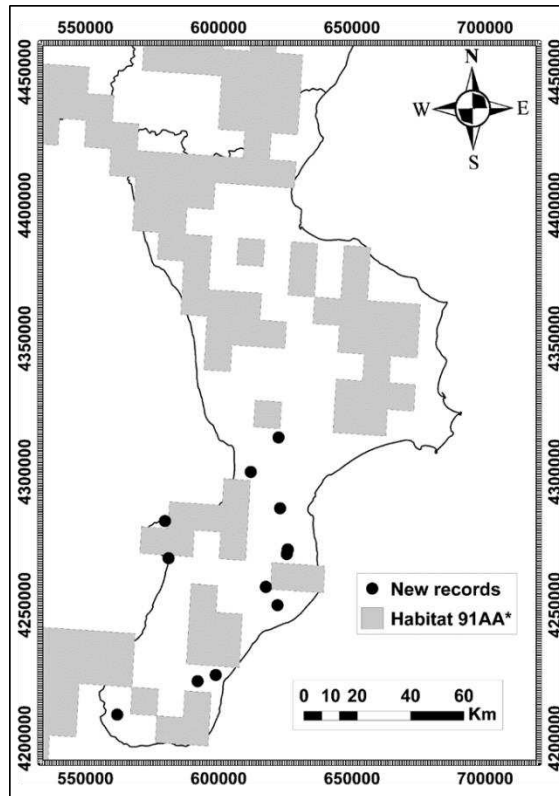 550000 600000 650000 700000
4450000 4450000
N
W E
S
4400000 4400000
4350000 4350000
4300000 4300000
4250000 4250000
New records
Habitat 91AA*
0 10 20 40 60
Km
4200000 4200000
550000 600000 650000 700000